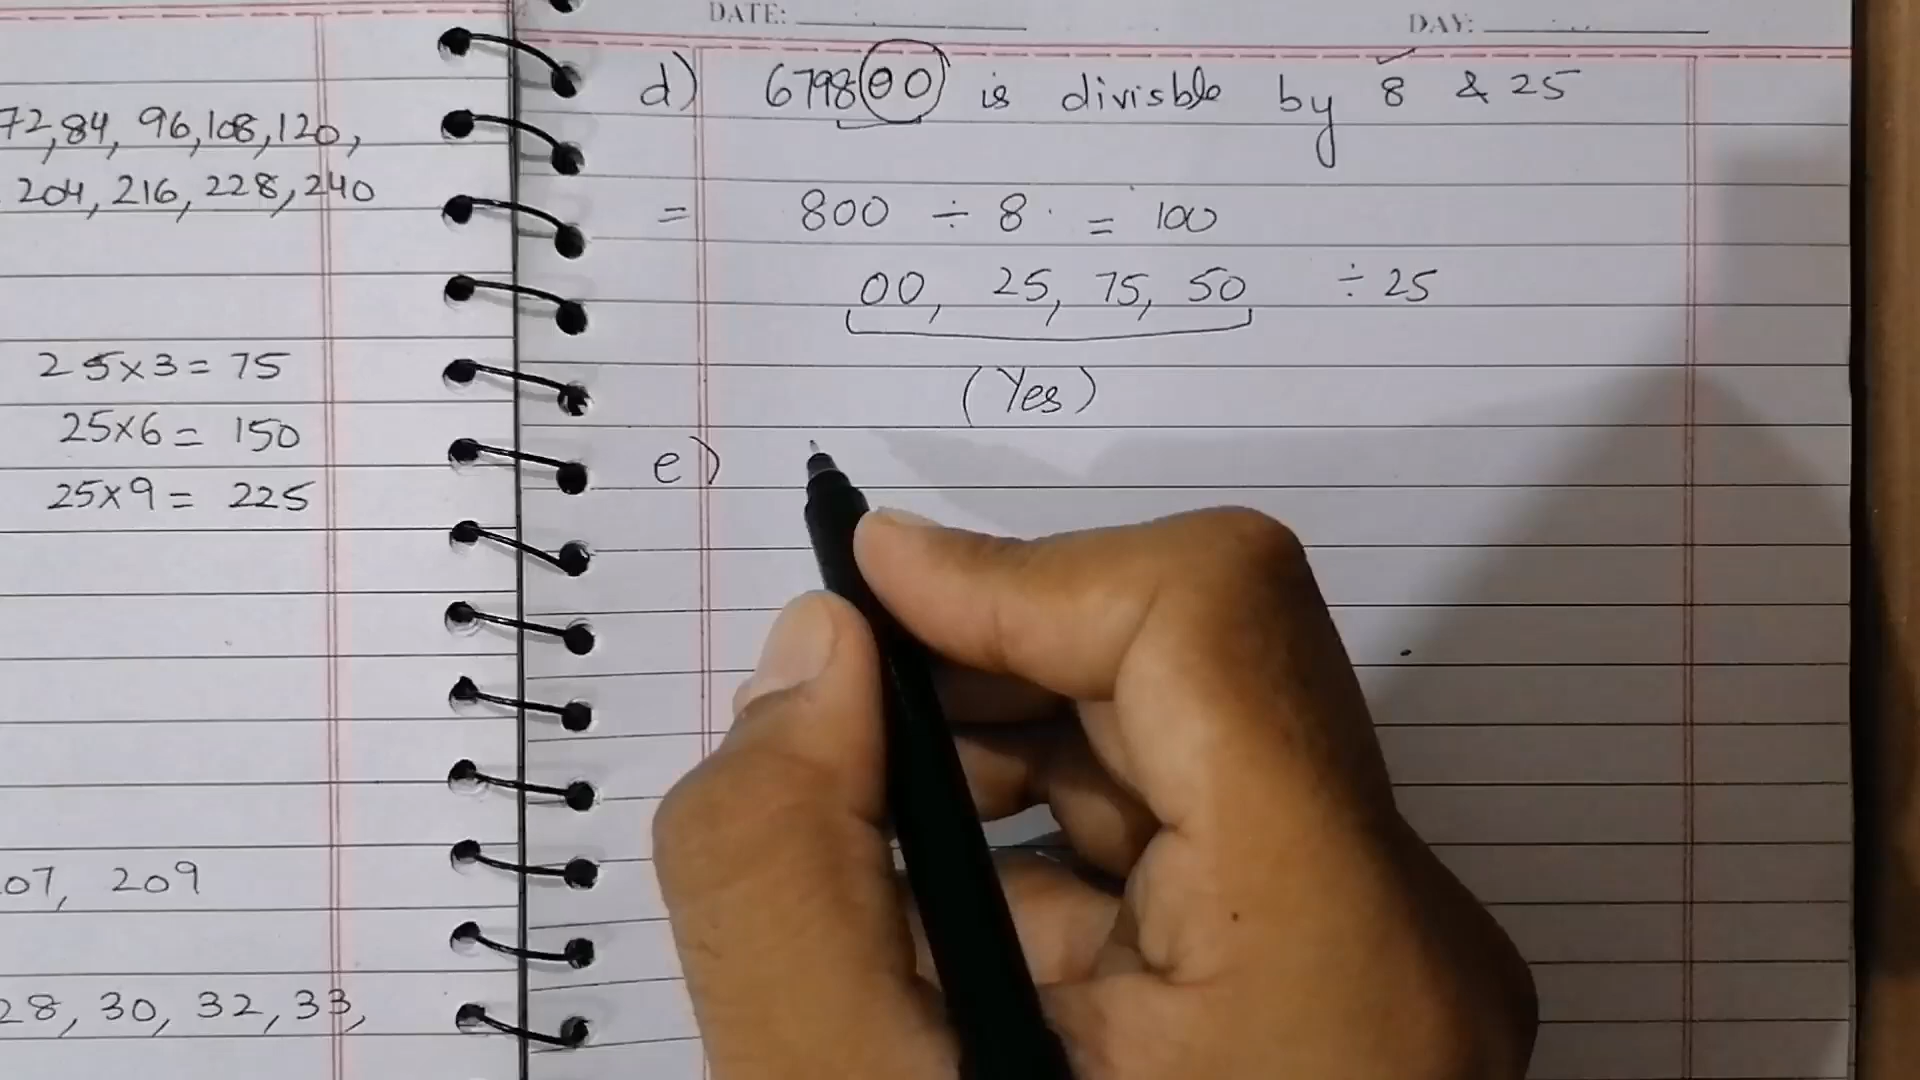 72,84, 96,108,120,
204, 216, 228, 240
25x3 = 75
25x6 = 150
25x9 = 225
07, 209
28, 30, 32, 33,
DATE:
DAY:
d) 679800 is divisble by 8 & 25
= 800 ÷ 8 = 100
00, 25, 75, 50 ÷ 25
(Yes)
e)